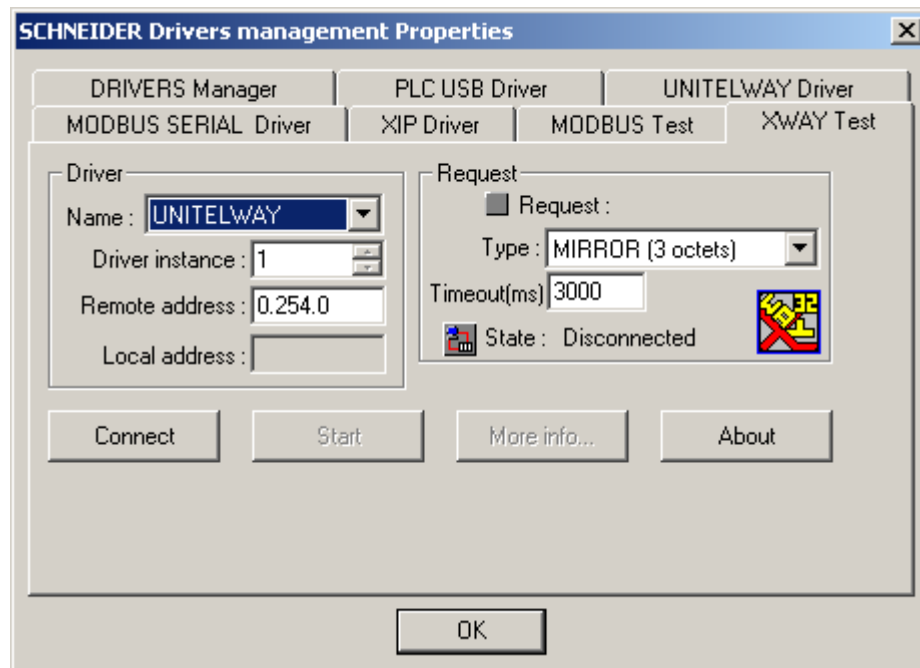 SCHNEIDER Drivers management Properties
DRIVERS Manager
PLC USB Driver
UNITELWAY Driver
MODBUS SERIAL Driver
XIP Driver
MODBUS Test
XWAY Test
Driver
Name : UNITELWAY
Driver instance : 1
Remote address : 0.254.0
Local address :
Request
Request :
Type : MIRROR (3 octets)
Timeout(ms) 3000
State : Disconnected
Connect
Start
More info...
About
OK